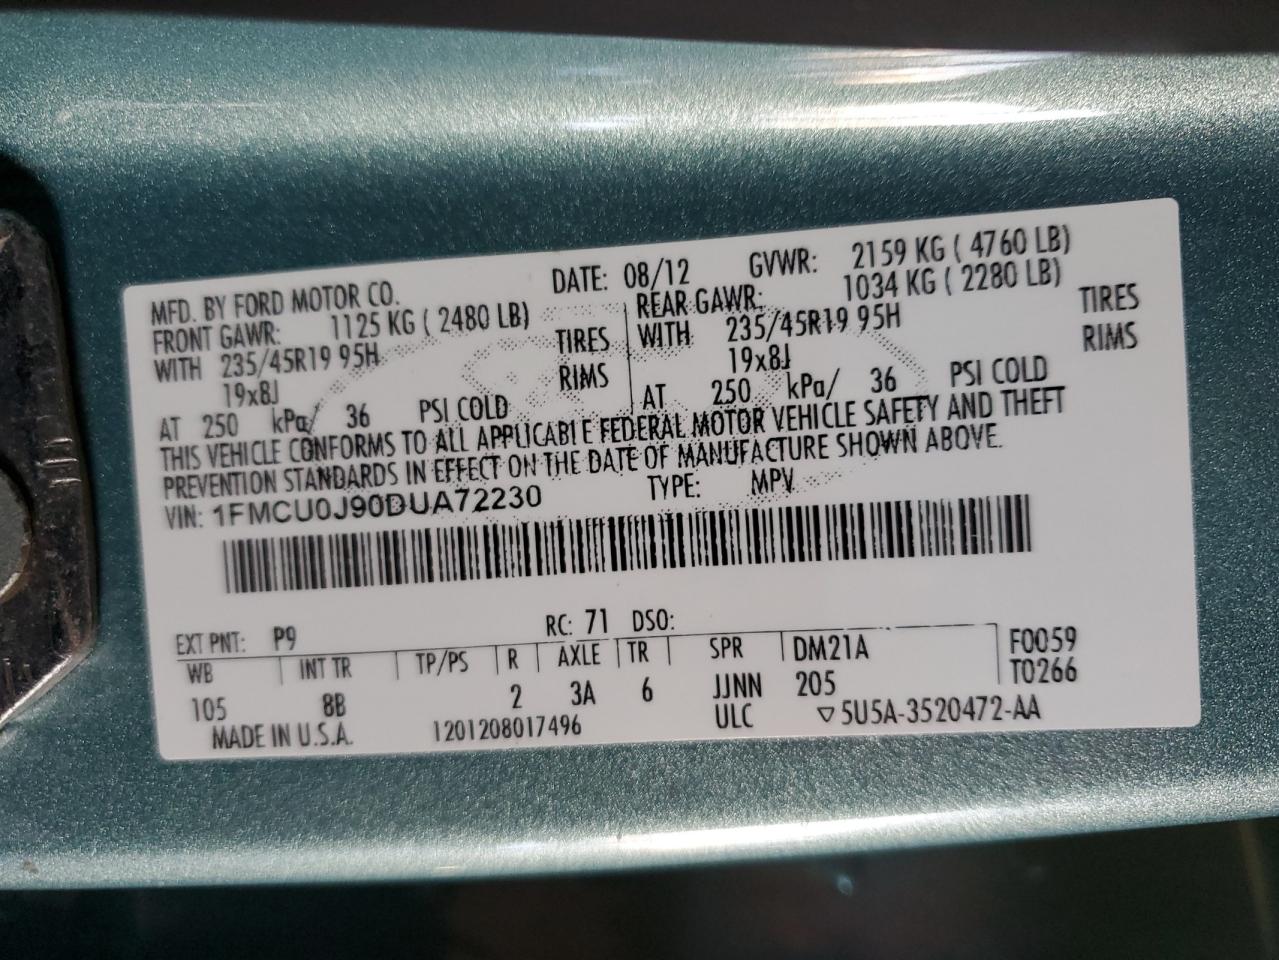 MFD. BY FORD MOTOR CO. DATE: 08/12 GVWR: 2159 KG ( 4760 LB)
FRONT GAWR: 1125 KG ( 2480 LB) REAR GAWR: 1034 KG ( 2280 LB)
WITH 235/45R19 95H TIRES WITH 235/45R19 95H TIRES
19x8J RIMS 19x8J RIMS
AT 250 kPa/ 36 PSI COLD AT 250 kPa/ 36 PSI COLD
THIS VEHICLE CONFORMS TO ALL APPLICABLE FEDERAL MOTOR VEHICLE SAFETY AND THEFT
PREVENTION STANDARDS IN EFFECT ON THE DATE OF MANUFACTURE SHOWN ABOVE.
VIN: 1FMCU0J90DUA72230 TYPE: MPV
EXT PNT: P9 RC: 71 DSO:
WB INT TR TP/PS R AXLE TR SPR DM21A F0059
105 8B 2 3A 6 JJNN 205 T0266
MADE IN U.S.A. 1201208017496 ULC ▽5U5A-3520472-AA